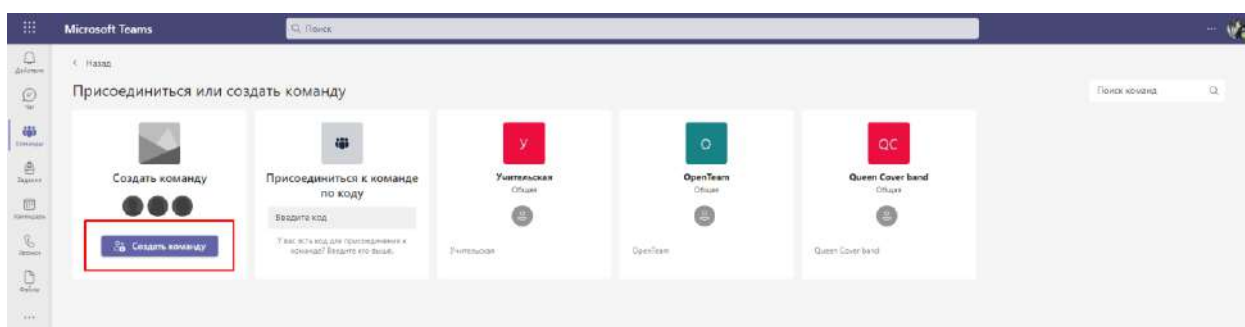 Microsoft Teams
Поиск
Действия
Чат
Команды
Задания
Календарь
Звонки
Файлы
Назад
Присоединиться или создать команду
Поиск команд
Создать команду
Создать команду
Присоединиться к команде
по коду
Введите код
У вас есть код для присоединения к
команде? Введите его выше.
У
Учительская
Общая
Учительская
O
OpenTeam
Общая
OpenTeam
QC
Queen Cover band
Общая
Queen Cover band